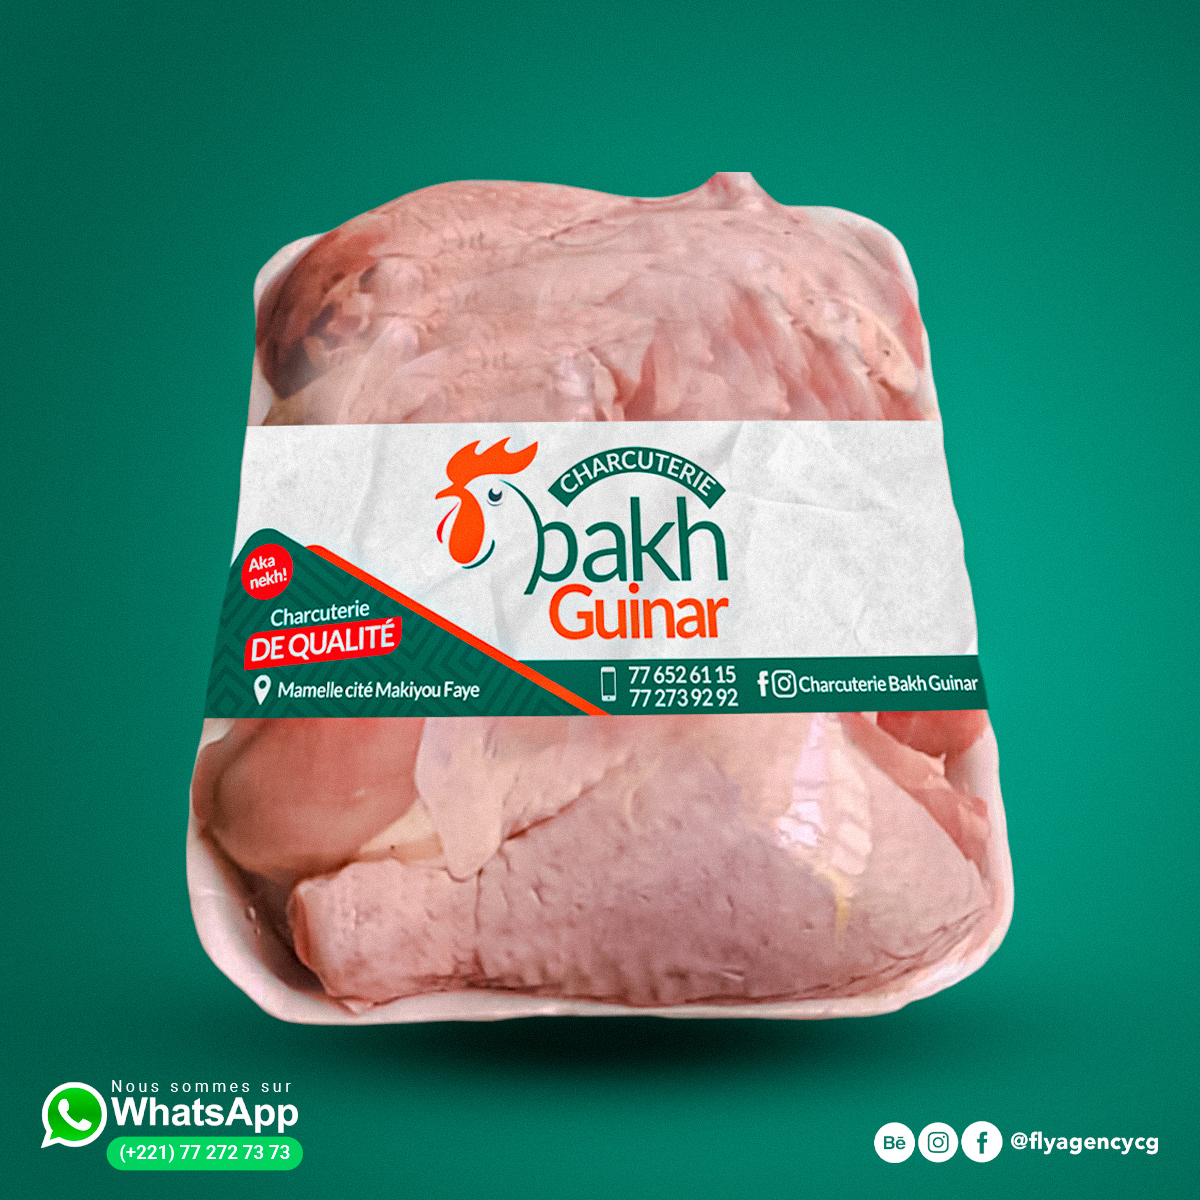 CHARCUTERIE
bakh
Guinar
Aka
nekh!
Charcuterie
DE QUALITÉ
Mamelle cité Makiyou Faye
77 652 61 15
77 273 92 92
Charcuterie Bakh Guinar
Nous sommes sur
WhatsApp
(+221) 77 272 73 73
Bē
@flyagencycg